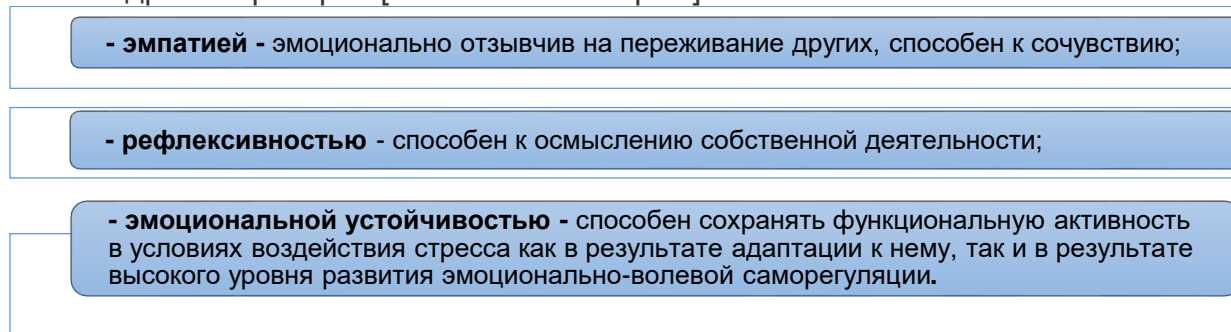 - эмпатией - эмоционально отзывчив на переживание других, способен к сочувствию;
- рефлексивностью - способен к осмыслению собственной деятельности;
- эмоциональной устойчивостью - способен сохранять функциональную активность
в условиях воздействия стресса как в результате адаптации к нему, так и в результате
высокого уровня развития эмоционально-волевой саморегуляции.